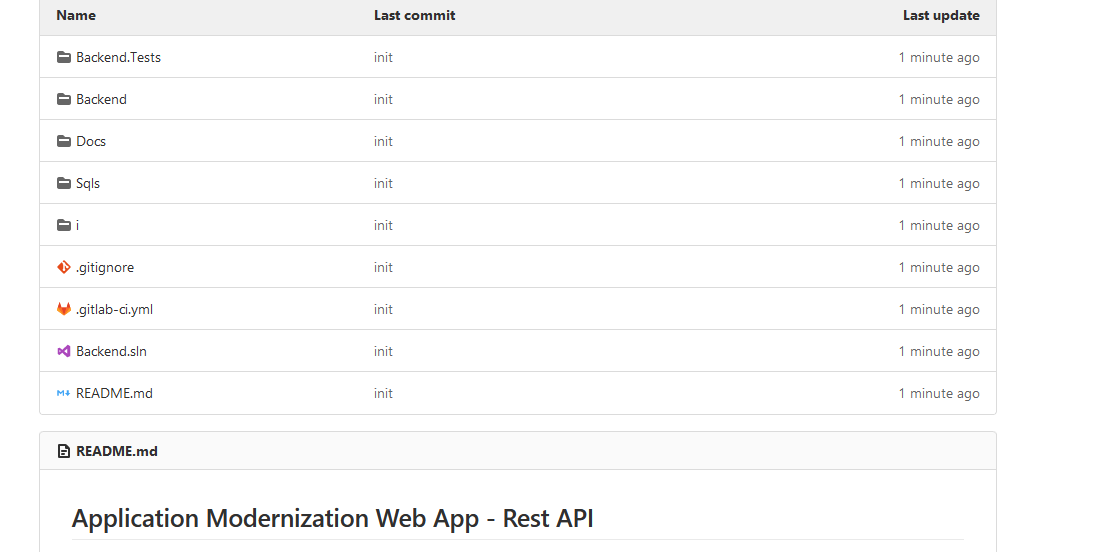 Name Last commit Last update
Backend.Tests init 1 minute ago
Backend init 1 minute ago
Docs init 1 minute ago
Sqls init 1 minute ago
i init 1 minute ago
.gitignore init 1 minute ago
.gitlab-ci.yml init 1 minute ago
Backend.sln init 1 minute ago
README.md init 1 minute ago
README.md
Application Modernization Web App - Rest API